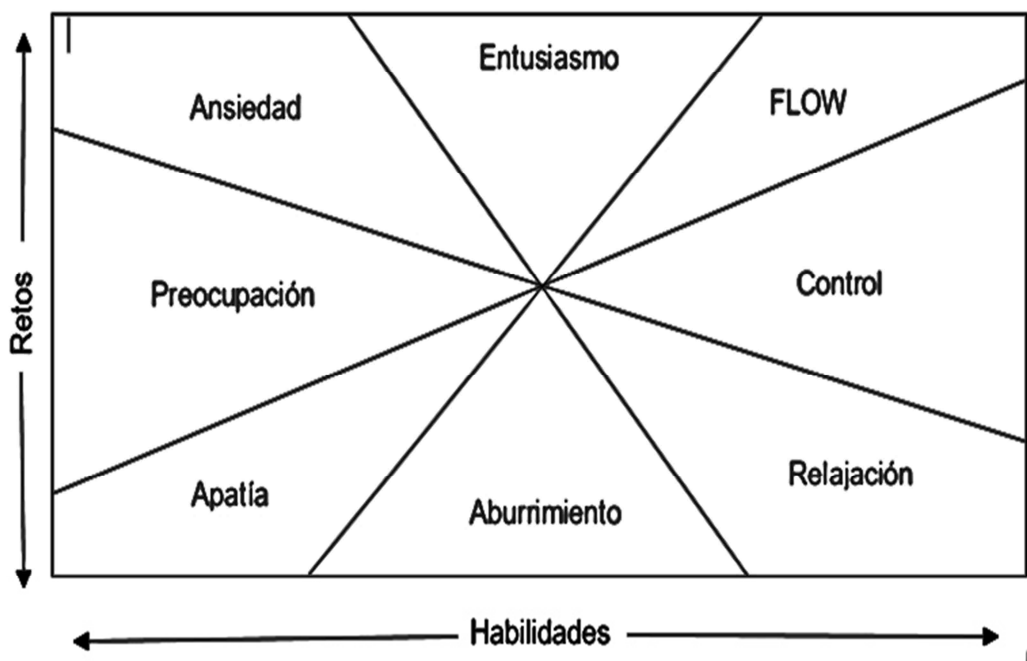 Entusiasmo
Ansiedad
FLOW
Preocupación
Control
Retos
Apatía
Aburrimiento
Relajación
Habilidades